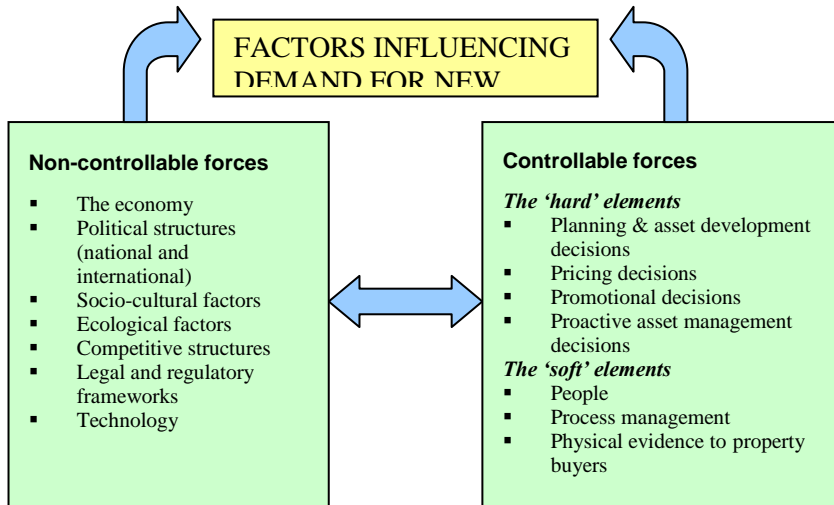 FACTORS INFLUENCING
DEMAND FOR NEW
Non-controllable forces
▪ The economy
▪ Political structures
(national and
international)
▪ Socio-cultural factors
▪ Ecological factors
▪ Competitive structures
▪ Legal and regulatory
frameworks
▪ Technology
Controllable forces
The ‘hard’ elements
▪ Planning & asset development
decisions
▪ Pricing decisions
▪ Promotional decisions
▪ Proactive asset management
decisions
The ‘soft’ elements
▪ People
▪ Process management
▪ Physical evidence to property
buyers